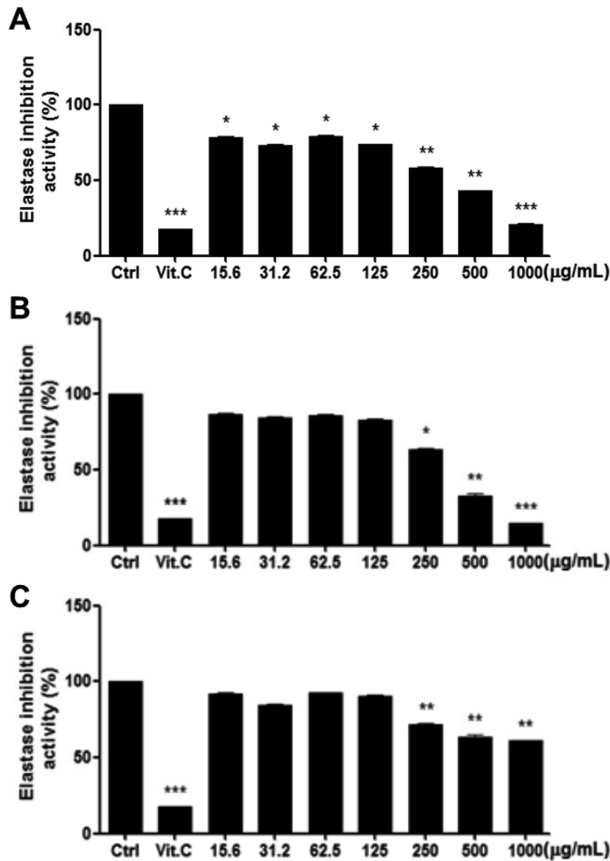 A
Elastase inhibition
activity (%)
150
100
50
0
* * * * ** ** *** ***
Ctrl Vit.C 15.6 31.2 62.5 125 250 500 1000(µg/mL)
B
Elastase inhibition
activity (%)
150
100
50
0
* ** *** ***
Ctrl Vit.C 15.6 31.2 62.5 125 250 500 1000(µg/mL)
C
Elastase inhibition
activity (%)
150
100
50
0
** ** ** ***
Ctrl Vit.C 15.6 31.2 62.5 125 250 500 1000(µg/mL)